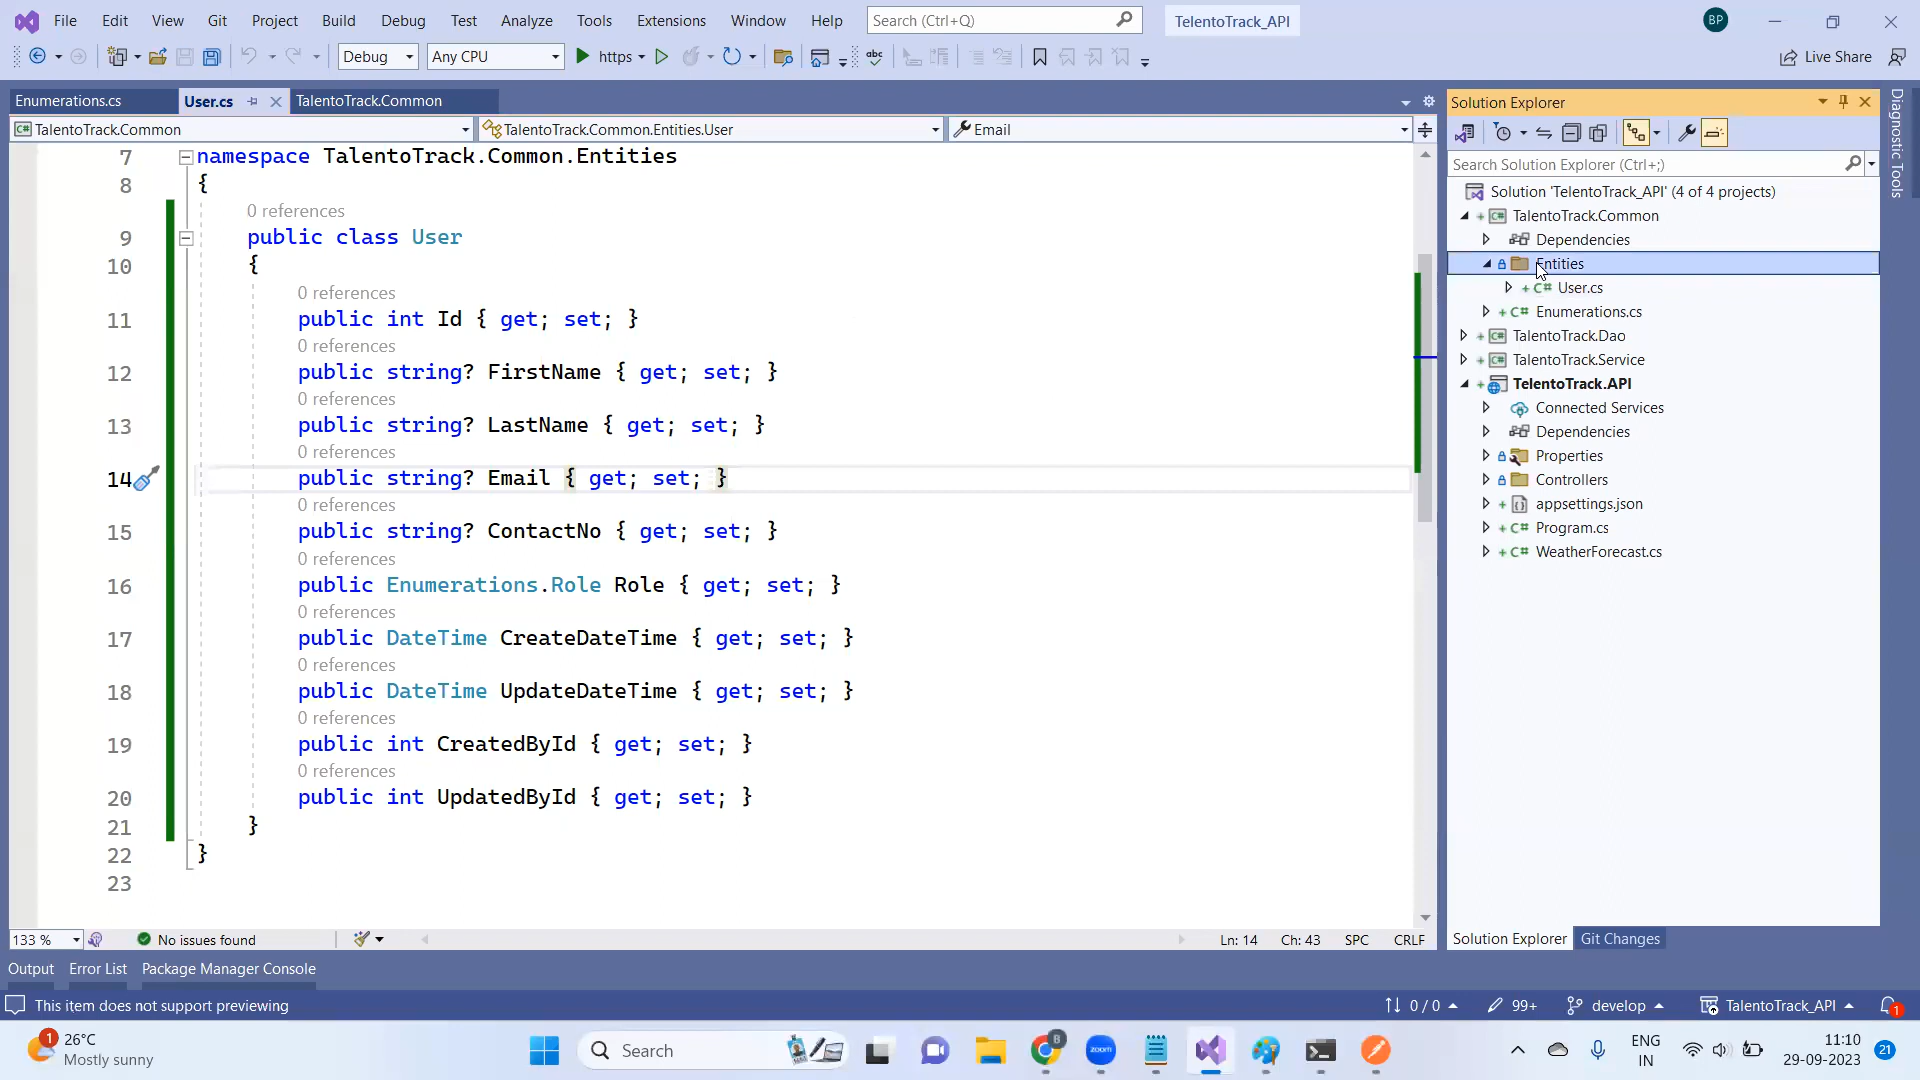 File Edit View Git Project Build Debug Test Analyze Tools Extensions Window Help Search (Ctrl+Q) TelentoTrack_API BP
Debug Any CPU https Live Share
Enumerations.cs User.cs TalentoTrack.Common
TalentoTrack.Common TalentoTrack.Common.Entities.User Email
7 namespace TalentoTrack.Common.Entities
8 {
0 references
9 public class User
10 {
0 references
11 public int Id { get; set; }
0 references
12 public string? FirstName { get; set; }
0 references
13 public string? LastName { get; set; }
0 references
14 public string? Email { get; set; }
0 references
15 public string? ContactNo { get; set; }
0 references
16 public Enumerations.Role Role { get; set; }
0 references
17 public DateTime CreateDateTime { get; set; }
0 references
18 public DateTime UpdateDateTime { get; set; }
0 references
19 public int CreatedById { get; set; }
0 references
20 public int UpdatedById { get; set; }
21 }
22 }
23
133 % No issues found Ln: 14 Ch: 43 SPC CRLF
Output Error List Package Manager Console
Solution Explorer
Search Solution Explorer (Ctrl+;)
Solution 'TelentoTrack_API' (4 of 4 projects)
TalentoTrack.Common
Dependencies
Entities
User.cs
Enumerations.cs
TalentoTrack.Dao
TalentoTrack.Service
TalentoTrack.API
Connected Services
Dependencies
Properties
Controllers
appsettings.json
Program.cs
WeatherForecast.cs
Solution Explorer Git Changes
Diagnostic Tools
This item does not support previewing 0 / 0 99+ develop TalentoTrack_API 1
1 26°C
Mostly sunny
Search
B
zoom
ENG
IN
11:10
29-09-2023
21